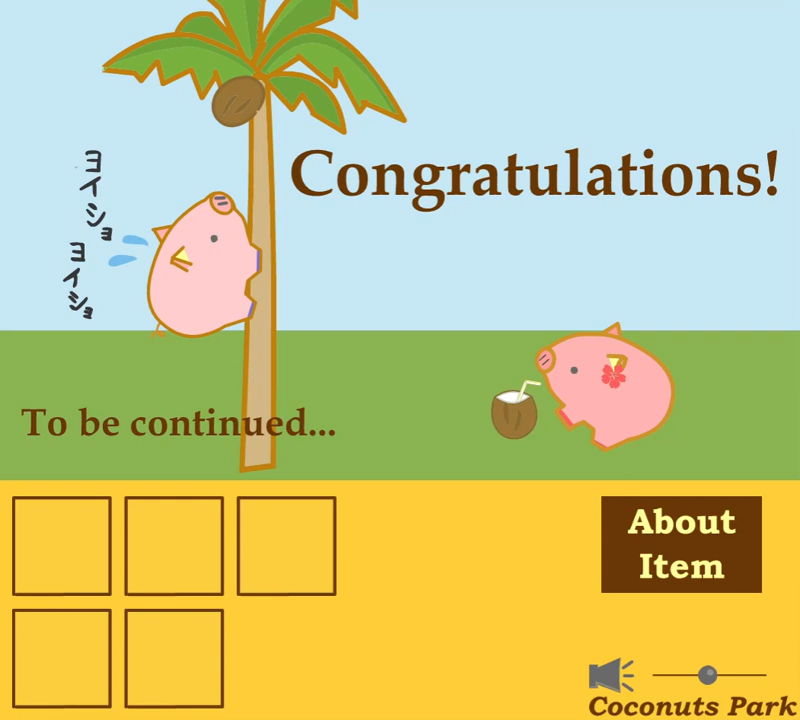 Congratulations!
ヨイショ
ヨイショ
To be continued...
About
Item
Coconuts Park